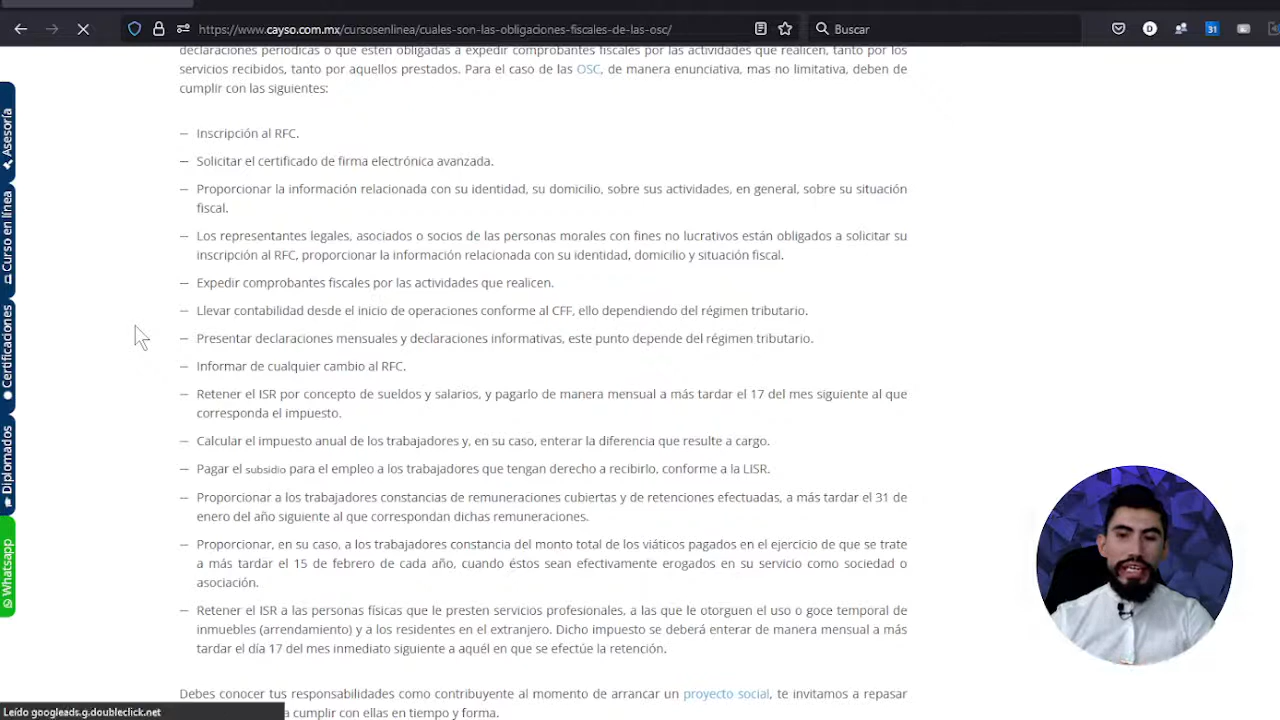 https://www.cayso.com.mx/cursosenlinea/cuales-son-las-obligaciones-fiscales-de-las-osc/
Buscar
31
D
declaraciones periódicas o que estén obligadas a expedir comprobantes fiscales por las actividades que realicen, tanto por los
servicios recibidos, tanto por aquellos prestados. Para el caso de las OSC, de manera enunciativa, mas no limitativa, deben de
cumplir con las siguientes:
— Inscripción al RFC.
— Solicitar el certificado de firma electrónica avanzada.
— Proporcionar la información relacionada con su identidad, su domicilio, sobre sus actividades, en general, sobre su situación
fiscal.
— Los representantes legales, asociados o socios de las personas morales con fines no lucrativos están obligados a solicitar su
inscripción al RFC, proporcionar la información relacionada con su identidad, domicilio y situación fiscal.
— Expedir comprobantes fiscales por las actividades que realicen.
— Llevar contabilidad desde el inicio de operaciones conforme al CFF, ello dependiendo del régimen tributario.
— Presentar declaraciones mensuales y declaraciones informativas, este punto depende del régimen tributario.
— Informar de cualquier cambio al RFC.
— Retener el ISR por concepto de sueldos y salarios, y pagarlo de manera mensual a más tardar el 17 del mes siguiente al que
corresponda el impuesto.
— Calcular el impuesto anual de los trabajadores y, en su caso, enterar la diferencia que resulte a cargo.
— Pagar el subsidio para el empleo a los trabajadores que tengan derecho a recibirlo, conforme a la LISR.
— Proporcionar a los trabajadores constancias de remuneraciones cubiertas y de retenciones efectuadas, a más tardar el 31 de
enero del año siguiente al que correspondan dichas remuneraciones.
— Proporcionar, en su caso, a los trabajadores constancia del monto total de los viáticos pagados en el ejercicio de que se trate
a más tardar el 15 de febrero de cada año, cuando éstos sean efectivamente erogados en su servicio como sociedad o
asociación.
— Retener el ISR a las personas físicas que le presten servicios profesionales, a las que le otorguen el uso o goce temporal de
inmuebles (arrendamiento) y a los residentes en el extranjero. Dicho impuesto se deberá enterar de manera mensual a más
tardar el día 17 del mes inmediato siguiente a aquél en que se efectúe la retención.
Debes conocer tus responsabilidades como contribuyente al momento de arrancar un proyecto social, te invitamos a repasar
a cumplir con ellas en tiempo y forma.
Asesoría
Curso en línea
Certificaciones
Diplomados
Whatsapp
Leído googleads.g.doubleclick.net